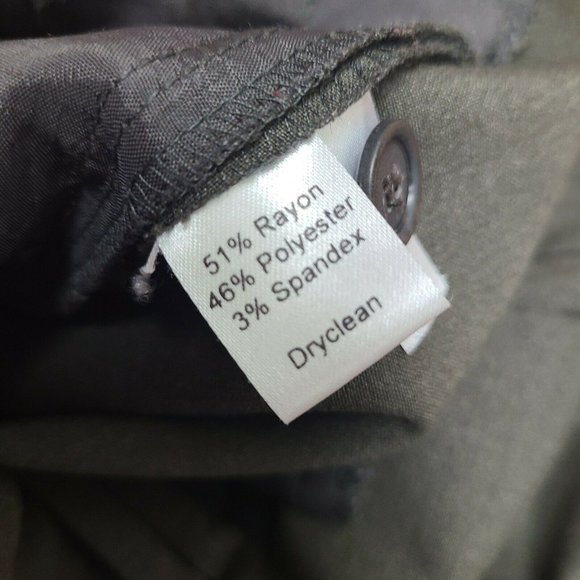 51% Rayon
46% Polyester
3% Spandex
Dryclean